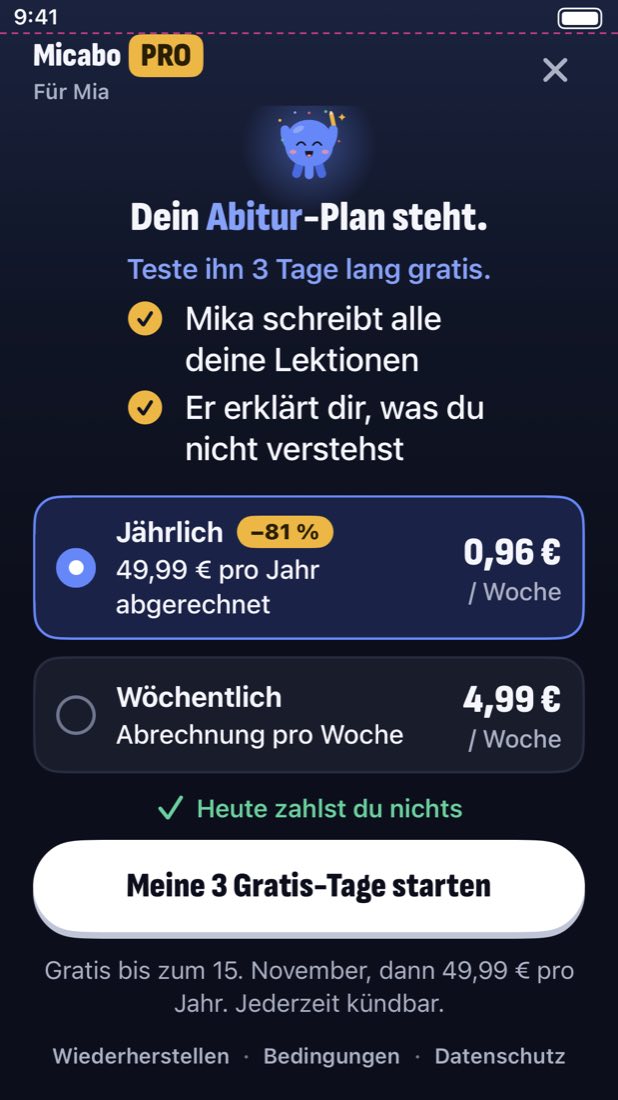 9:41
Micabo PRO
Für Mia
Dein Abitur-Plan steht.
Teste ihn 3 Tage lang gratis.
Mika schreibt alle
deine Lektionen
Er erklärt dir, was du
nicht verstehst
Jährlich −81 %
49,99 € pro Jahr
abgerechnet
0,96 €
/ Woche
Wöchentlich
Abrechnung pro Woche
4,99 €
/ Woche
Heute zahlst du nichts
Meine 3 Gratis-Tage starten
Gratis bis zum 15. November, dann 49,99 € pro
Jahr. Jederzeit kündbar.
Wiederherstellen · Bedingungen · Datenschutz